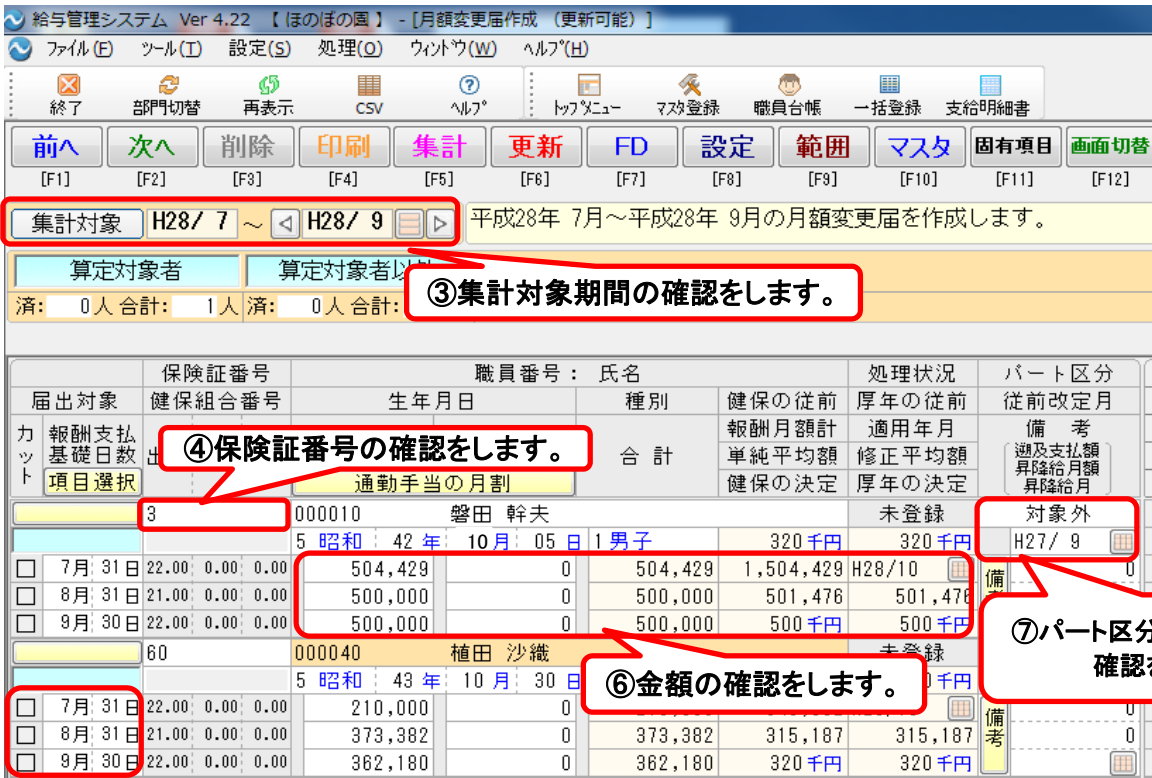 給与管理システム Ver 4.22 【 ほのぼの園 】 - [月額変更届作成 (更新可能) ]
ファイル(F) ツール(T) 設定(S) 処理(O) ウィンドウ(W) ヘルプ(H)
終了 部門切替 再表示 CSV ヘルプ トップメニュー マスタ登録 職員台帳 一括登録 支給明細書
前へ 次へ 削除 印刷 集計 更新 FD 設定 範囲 マスタ 固有項目 画面切替
[F1] [F2] [F3] [F4] [F5] [F6] [F7] [F8] [F9] [F10] [F11] [F12]
集計対象 H28/ 7 ～ H28/ 9 平成28年 7月～平成28年 9月の月額変更届を作成します。
算定対象者 算定対象者以
③集計対象期間の確認をします。
済: 0人 合計: 1人 済: 0人 合計:
保険証番号 職員番号: 氏名 処理状況 パート区分
届出対象 健保組合番号 生年月日 種別 健保の従前 厚年の従前 従前改定月
カット 報酬支払基礎日数 出 合 計 報酬月額計 適用年月 備 考
単純平均額 修正平均額 遡及支払額
昇降給月額
項目選択 通勤手当の月割 健保の決定 厚年の決定 昇降給月
④保険証番号の確認をします。
3 000010 磐田 幹夫 未登録 対象外
5 昭和 42 年 10 月 05 日 1 男子 320 千円 320 千円 H27/ 9
7月 31日 22.00 0.00 0.00 504,429 0 504,429 1,504,429 H28/10 備 0
8月 31日 21.00 0.00 0.00 500,000 0 500,000 501,476 501,476
9月 30日 22.00 0.00 0.00 500,000 0 500,000 500 千円 500 千円
⑦パート区分
確認
60 000040 植田 沙織 未登録
⑥金額の確認をします。
5 昭和 43 年 10 月 30 日 千円
7月 31日 22.00 0.00 0.00 210,000 0 備考 0
8月 31日 21.00 0.00 0.00 373,382 0 373,382 315,187 315,187 0
9月 30日 22.00 0.00 0.00 362,180 0 362,180 320 千円 320 千円